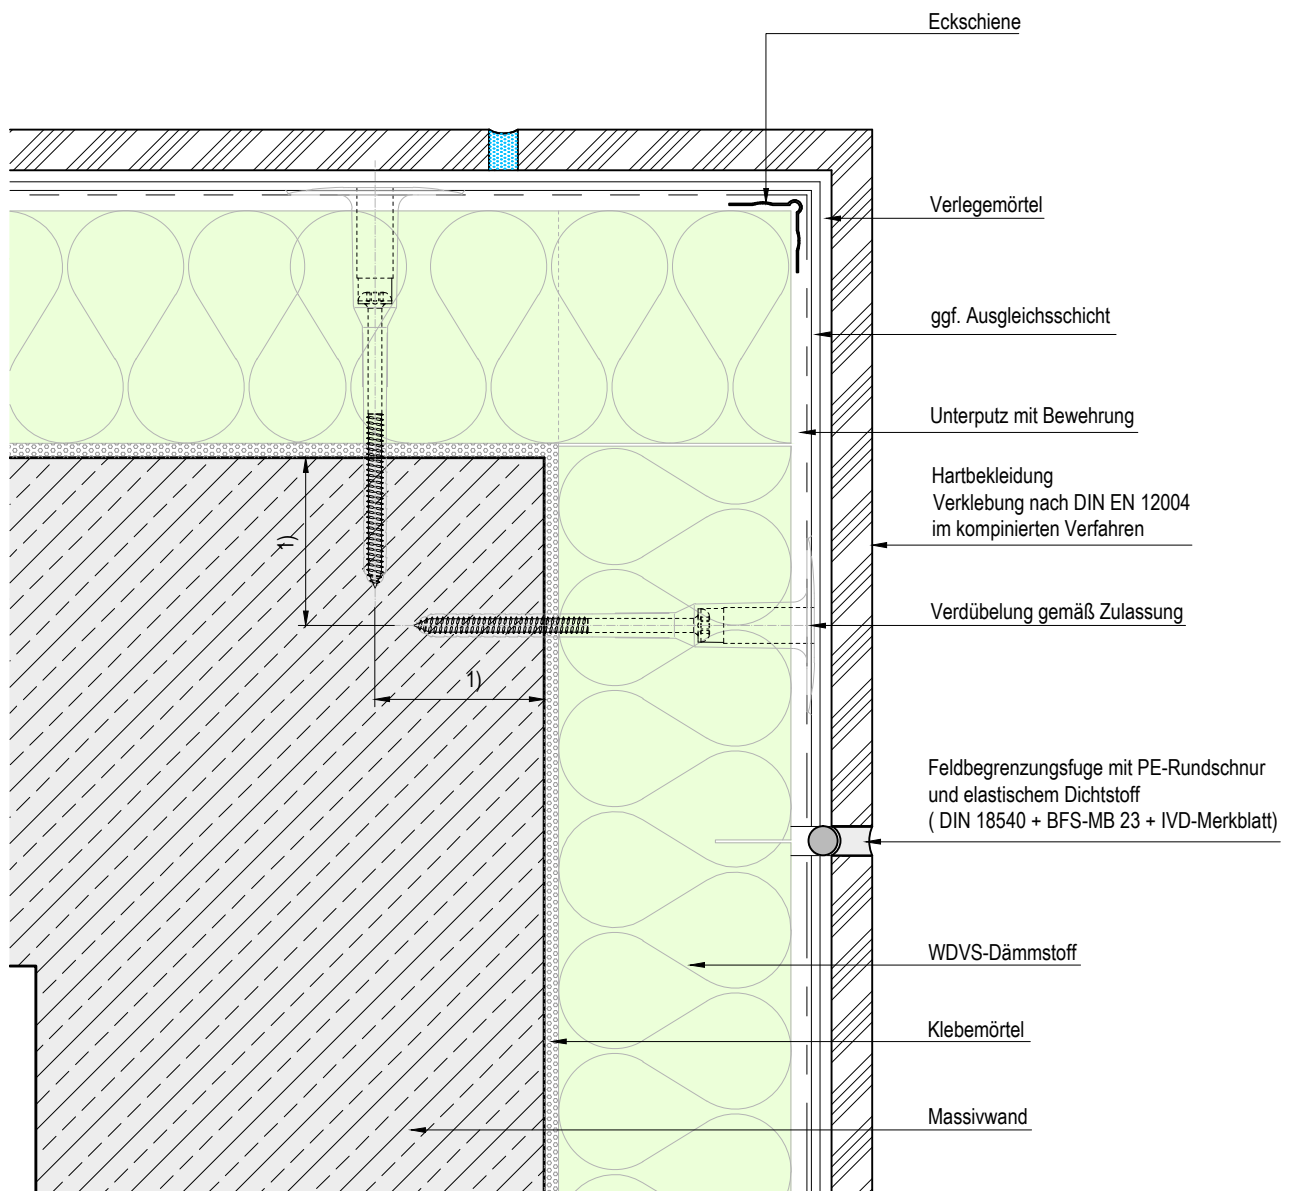 Eckschiene
Verlegemörtel
ggf. Ausgleichsschicht
Unterputz mit Bewehrung
Hartbekleidung
Verklebung nach DIN EN 12004
im kompinierten Verfahren
1)
Verdübelung gemäß Zulassung
1)
Feldbegrenzungsfuge mit PE-Rundschnur
und elastischem Dichtstoff
( DIN 18540 + BFS-MB 23 + IVD-Merkblatt)
WDVS-Dämmstoff
Klebemörtel
Massivwand